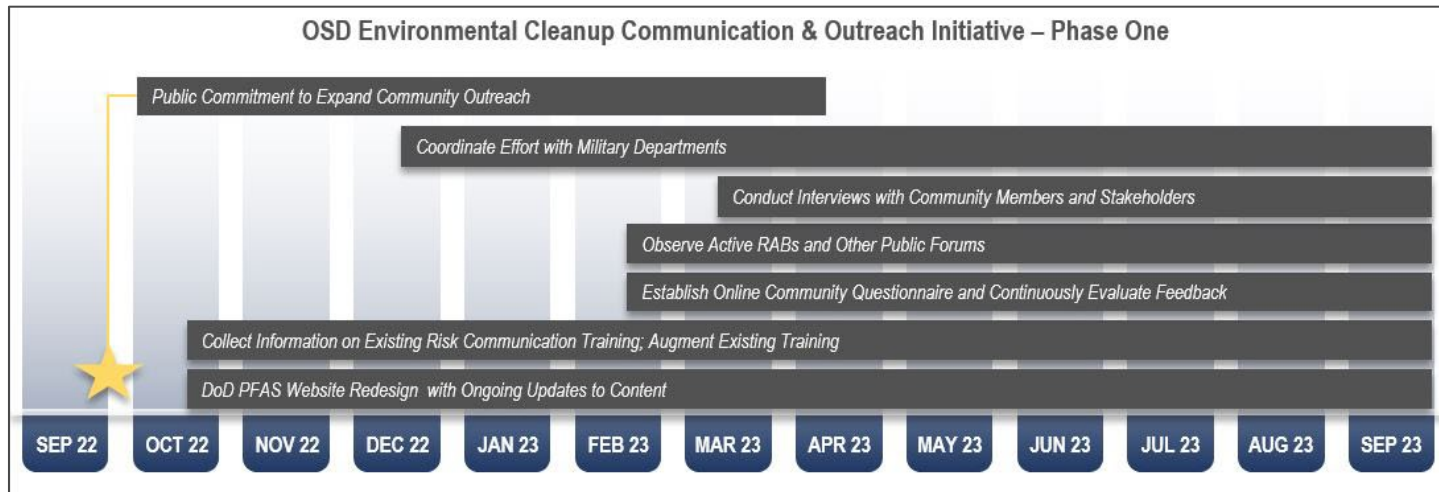 OSD Environmental Cleanup Communication & Outreach Initiative – Phase One
Public Commitment to Expand Community Outreach
Coordinate Effort with Military Departments
Conduct Interviews with Community Members and Stakeholders
Observe Active RABs and Other Public Forums
Establish Online Community Questionnaire and Continuously Evaluate Feedback
Collect Information on Existing Risk Communication Training; Augment Existing Training
DoD PFAS Website Redesign with Ongoing Updates to Content
SEP 22 OCT 22 NOV 22 DEC 22 JAN 23 FEB 23 MAR 23 APR 23 MAY 23 JUN 23 JUL 23 AUG 23 SEP 23